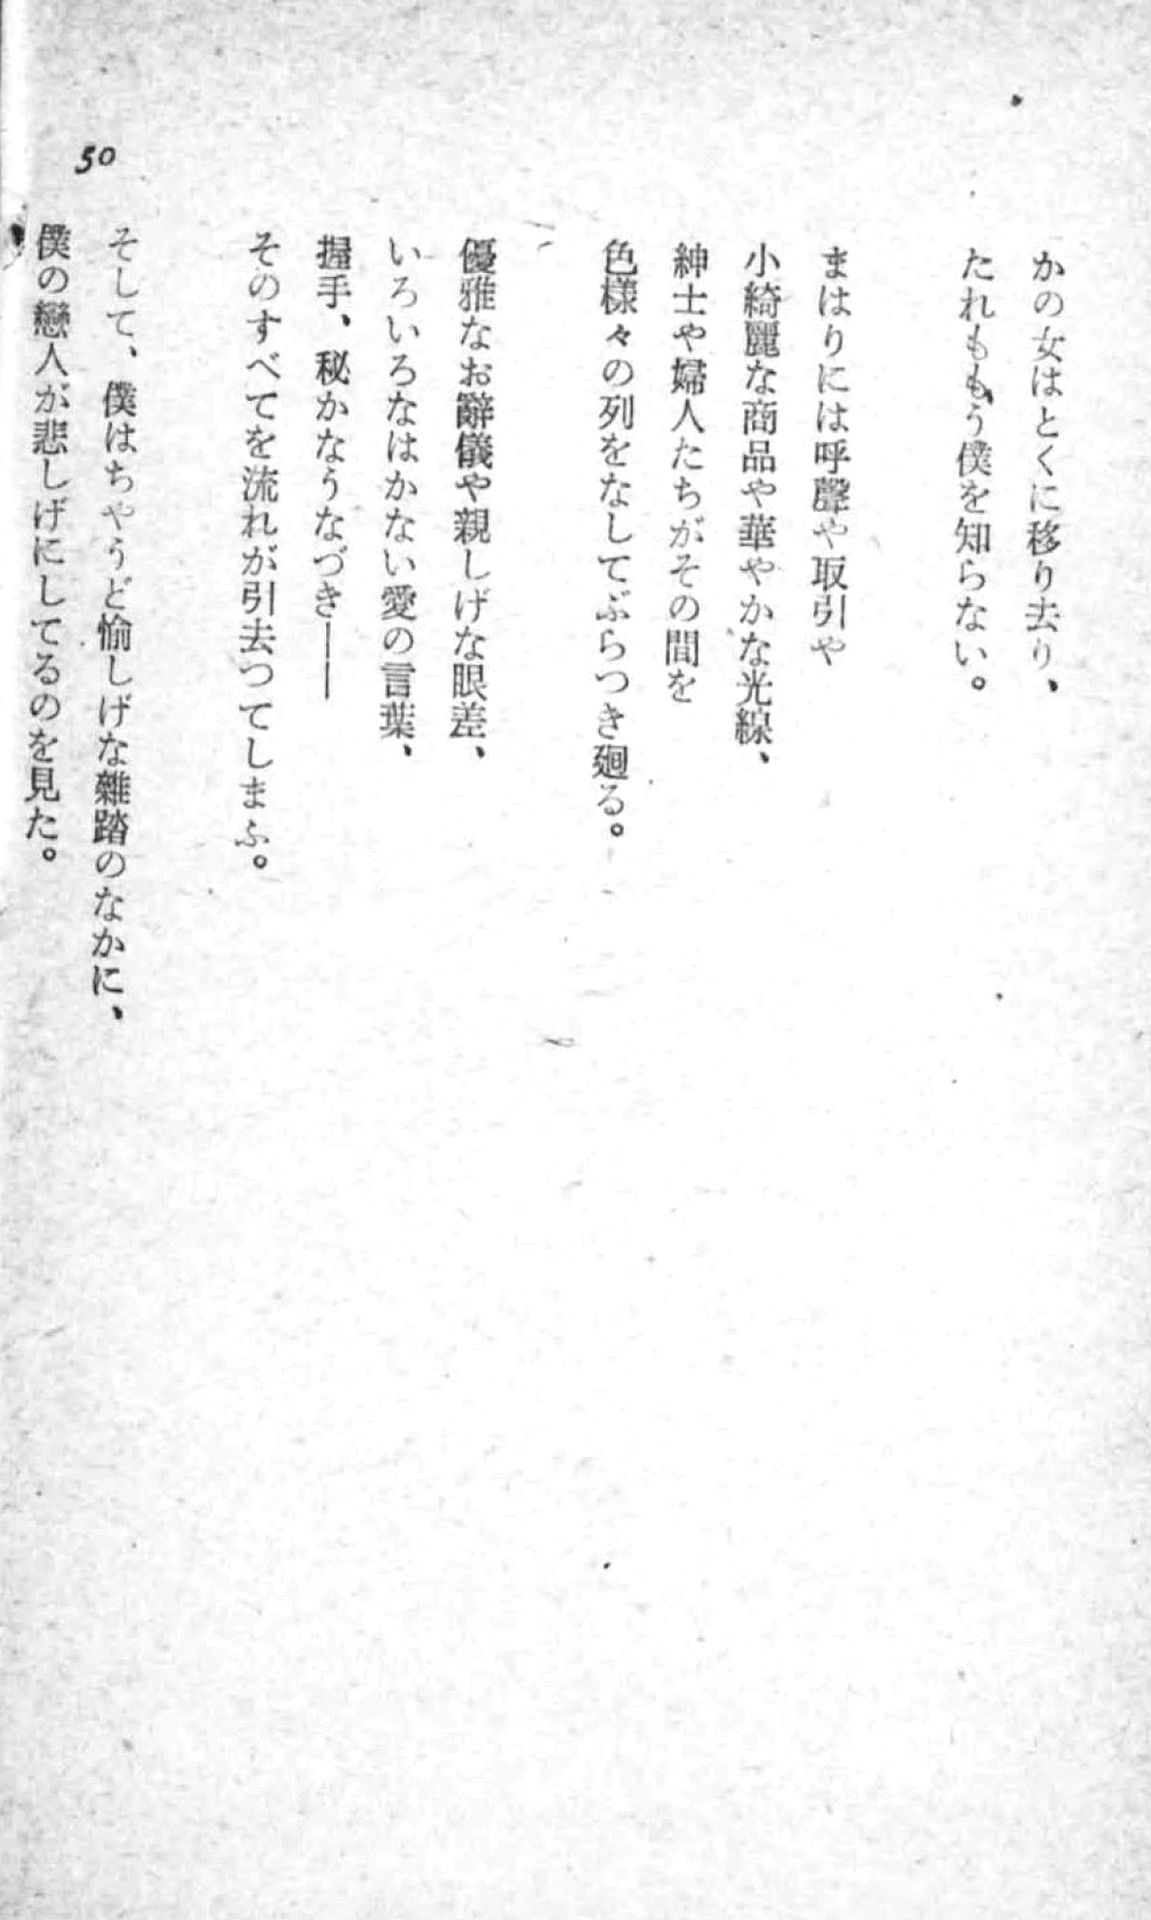 かの女はとくに移り去り、
たれももう僕を知らない。
まはりには呼聲や取引や
小綺麗な商品や華やかな光線、
紳士や婦人たちがその間を
色樣々の列をなしてぶらつき廻る。
優雅なお辭儀や親しげな眼差、
いろいろなはかない愛の言葉、
握手、秘かなうなづき――
そのすべてを流れが引去つてしまふ。
そして、僕はちやうど愉しげな雜踏のなかに、
僕の戀人が悲しげにしてるのを見た。
50